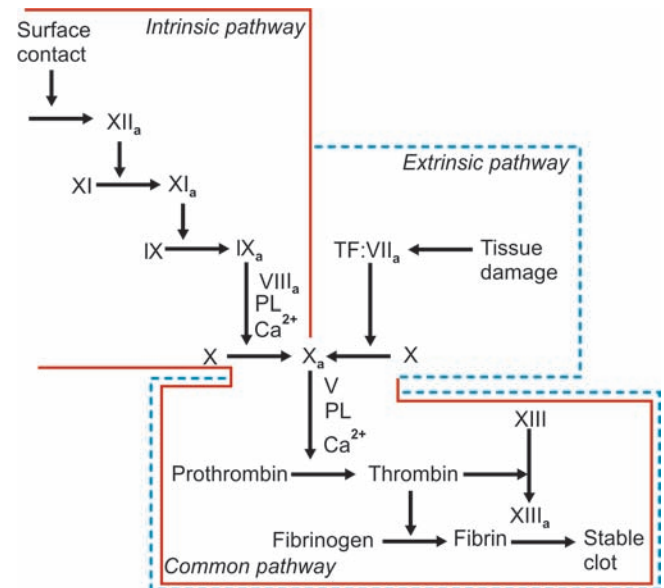 Surface
contact
Intrinsic pathway
XIIₐ
Extrinsic pathway
XI XIₐ
IX IXₐ
TF:VIIₐ Tissue
damage
VIIIₐ
PL
Ca²⁺
X Xₐ X
V
PL
Ca²⁺
XIII
Prothrombin Thrombin
XIIIₐ
Fibrinogen Fibrin Stable
clot
Common pathway